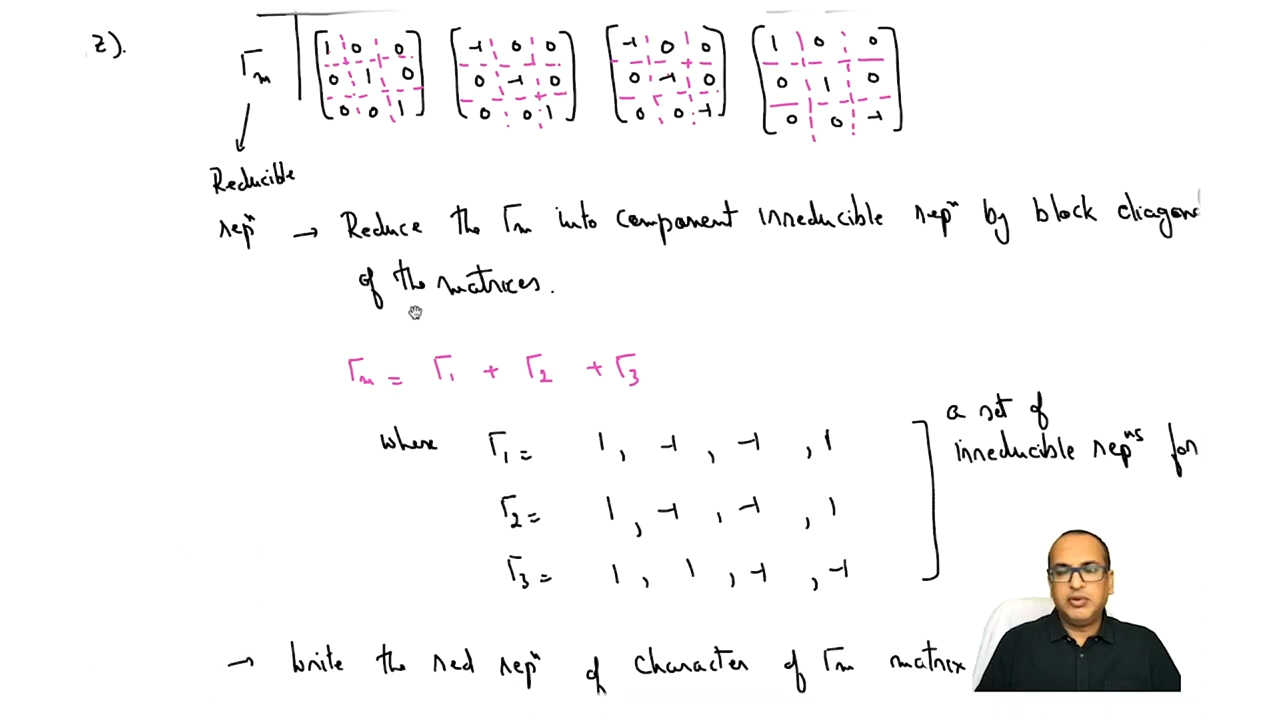 2).
Γm | [1 0 0 [-1 0 0 [-1 0 0 [1 0 0
0 1 0 0 -1 0 0 -1 0 0 1 0
0 0 1] 0 0 1] 0 0 -1] 0 0 -1]
Reducible
repⁿ → Reduce the Γm into component irreducible repⁿ by block diagon
of the matrices.
Γm = Γ1 + Γ2 + Γ3
where Γ1 = 1, -1, -1, 1
Γ2 = 1, -1, -1, 1
Γ3 = 1, 1, -1, -1
a set of
irreducible repⁿˢ for
→ Write the red repⁿ of character of Γm matrix